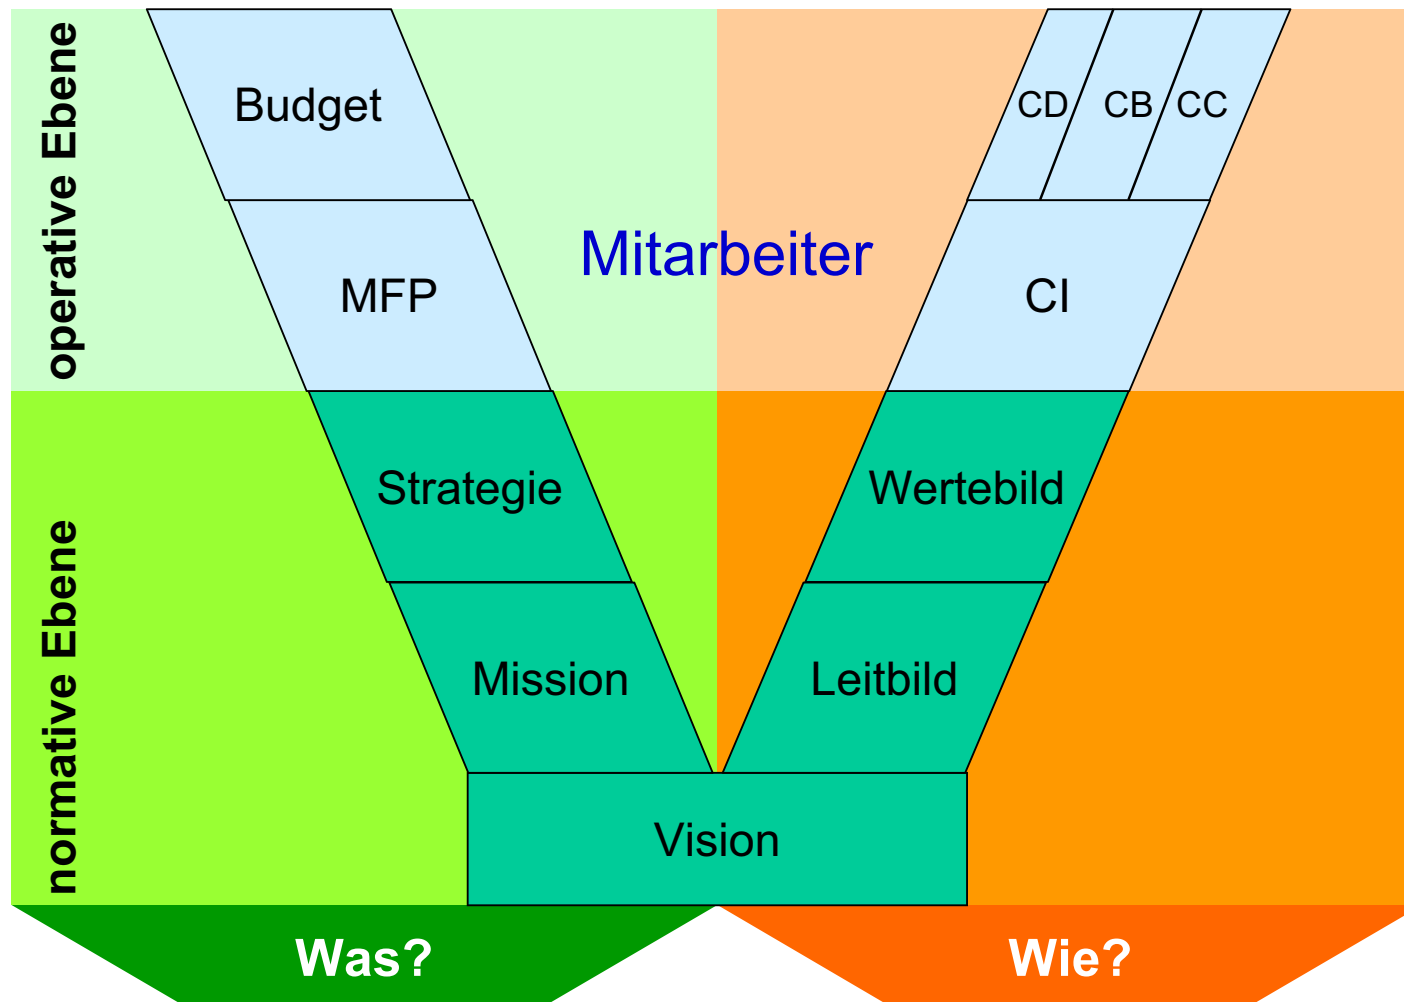 operative Ebene
Budget
CD CB CC
Mitarbeiter
MFP
CI
normative Ebene
Strategie
Wertebild
Mission
Leitbild
Vision
Was?
Wie?